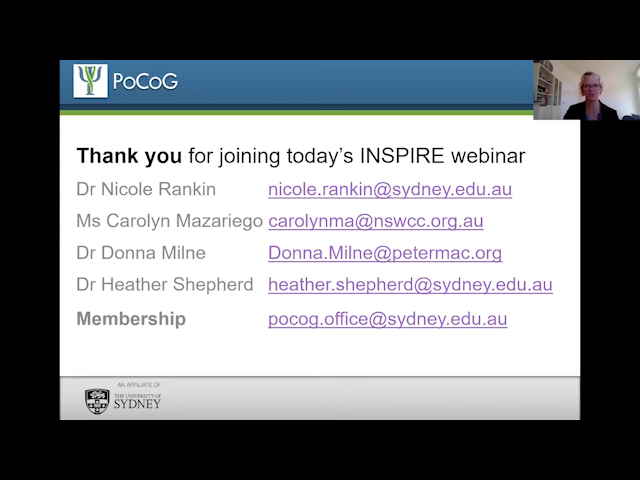 PoCoG
Thank you for joining today's INSPIRE webinar
Dr Nicole Rankin nicole.rankin@sydney.edu.au
Ms Carolyn Mazariego carolynma@nswcc.org.au
Dr Donna Milne Donna.Milne@petermac.org
Dr Heather Shepherd heather.shepherd@sydney.edu.au
Membership pocog.office@sydney.edu.au
AN AFFILIATE OF
THE UNIVERSITY OF
SYDNEY